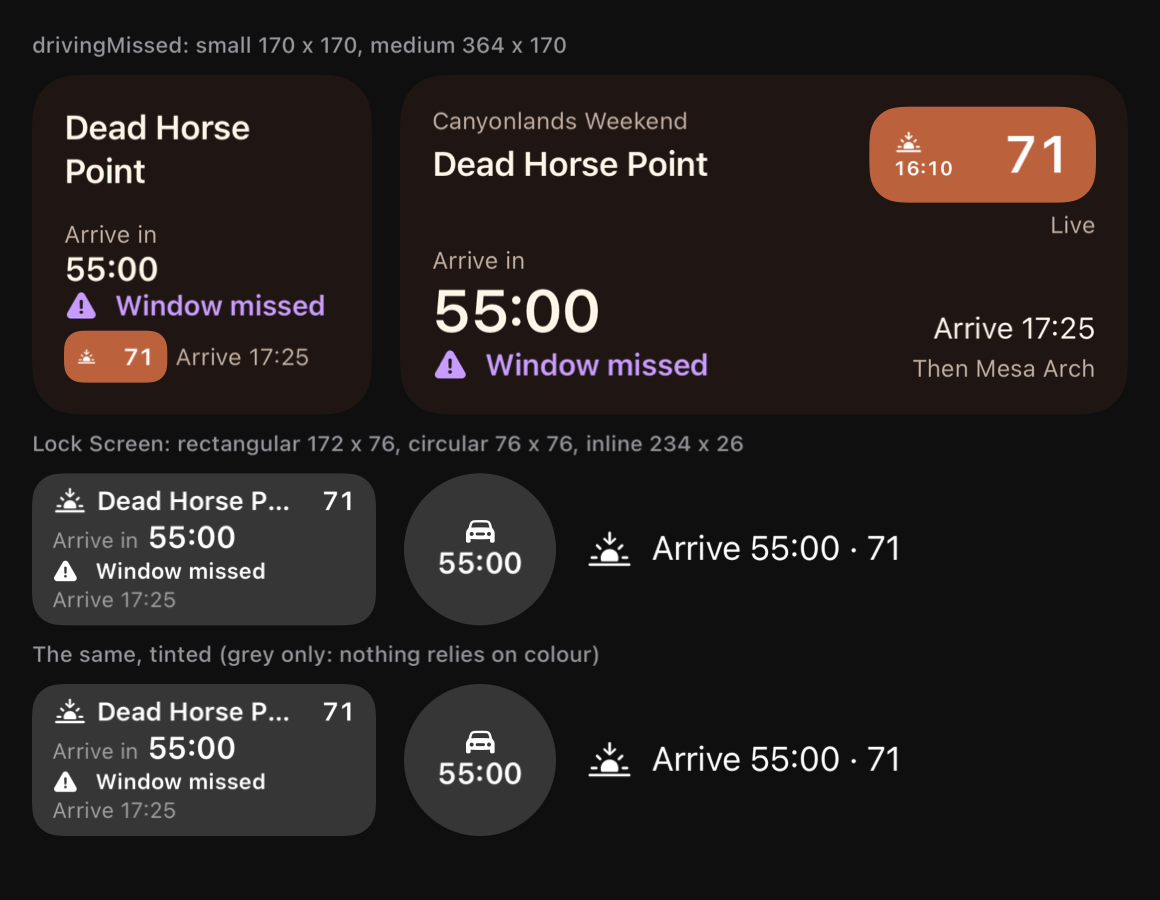 drivingMissed: small 170 x 170, medium 364 x 170
Dead Horse
Point
Arrive in
55:00
Window missed
71 Arrive 17:25
Canyonlands Weekend
Dead Horse Point
16:10 71
Live
Arrive in
55:00
Window missed
Arrive 17:25
Then Mesa Arch
Lock Screen: rectangular 172 x 76, circular 76 x 76, inline 234 x 26
Dead Horse P... 71
Arrive in 55:00
Window missed
Arrive 17:25
55:00
Arrive 55:00 · 71
The same, tinted (grey only: nothing relies on colour)
Dead Horse P... 71
Arrive in 55:00
Window missed
Arrive 17:25
55:00
Arrive 55:00 · 71